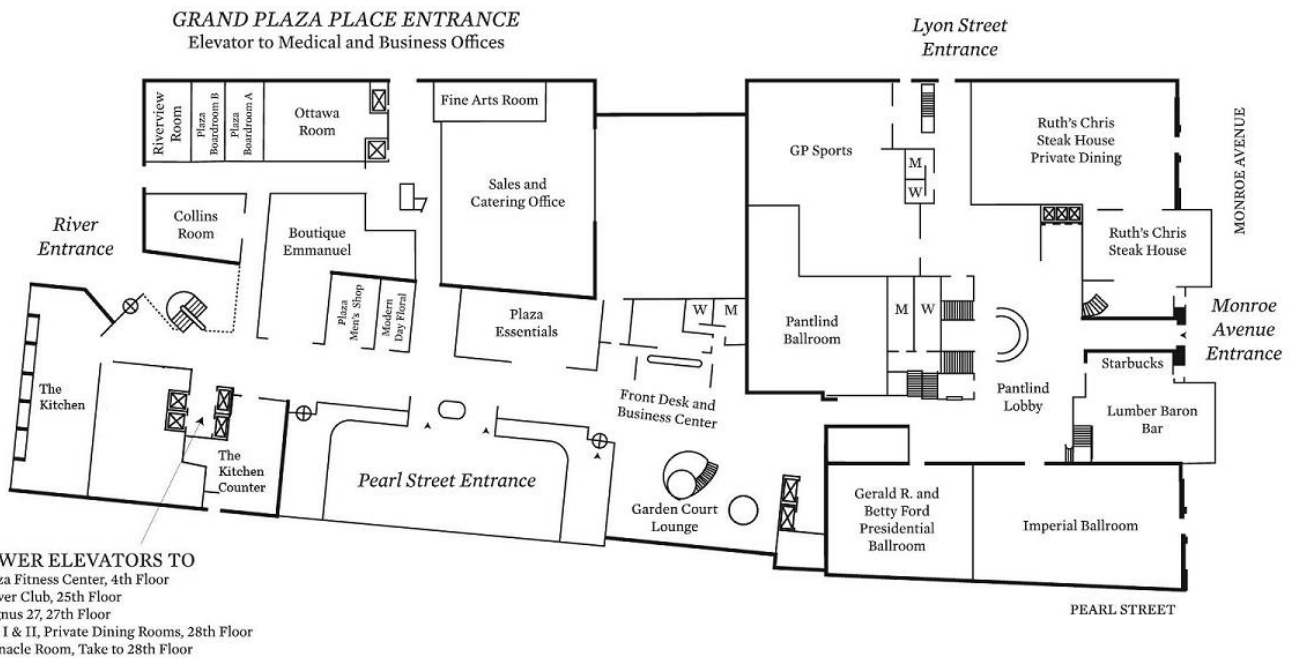 GRAND PLAZA PLACE ENTRANCE
Elevator to Medical and Business Offices
Lyon Street
Entrance
Riverview
Room
Plaza
Boardroom B
Plaza
Boardroom A
Ottawa
Room
Fine Arts Room
Sales and
Catering Office
GP Sports
M
W
Ruth's Chris
Steak House
Private Dining
MONROE AVENUE
River
Entrance
Collins
Room
Boutique
Emmanuel
Ruth's Chris
Steak House
Plaza
Men's Shop
Modern
Day Floral
Plaza
Essentials
W
M
Pantlind
Ballroom
M
W
Monroe
Avenue
Entrance
The
Kitchen
Front Desk and
Business Center
Pantlind
Lobby
Starbucks
Lumber Baron
Bar
The
Kitchen
Counter
Pearl Street Entrance
Garden Court
Lounge
Gerald R. and
Betty Ford
Presidential
Ballroom
Imperial Ballroom
WER ELEVATORS TO
za Fitness Center, 4th Floor
ver Club, 25th Floor
gnus 27, 27th Floor
I & II, Private Dining Rooms, 28th Floor
nacle Room, Take to 28th Floor
PEARL STREET